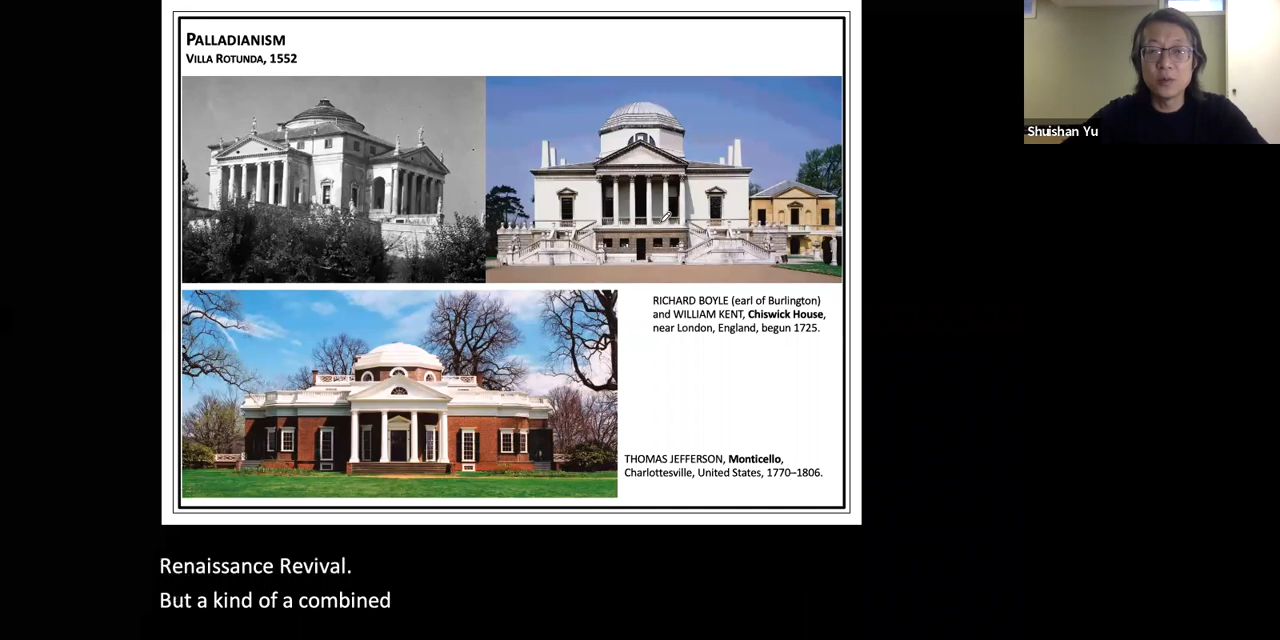 PALLADIANISM
VILLA ROTUNDA, 1552
Shuishan Yu
RICHARD BOYLE (earl of Burlington)
and WILLIAM KENT, Chiswick House,
near London, England, begun 1725.
THOMAS JEFFERSON, Monticello,
Charlottesville, United States, 1770–1806.
Renaissance Revival.
But a kind of a combined